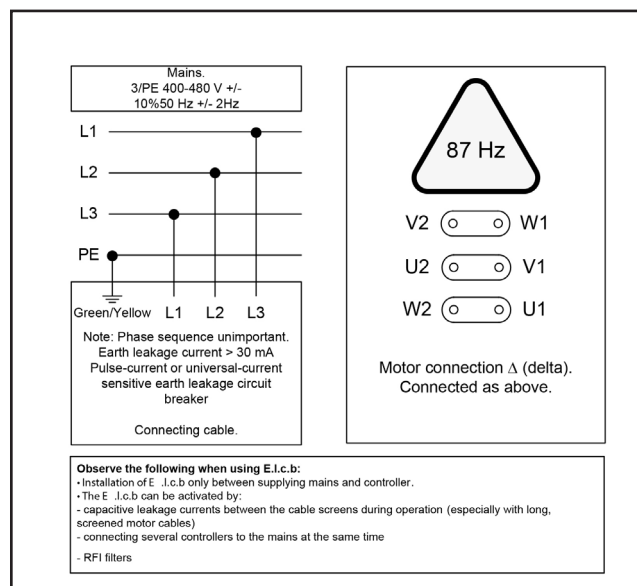 Mains.
3/PE 400-480 V +/-
10%50 Hz +/- 2Hz
L1
L2
L3
PE
Green/Yellow L1 L2 L3
Note: Phase sequence unimportant.
Earth leakage current > 30 mA
Pulse-current or universal-current
sensitive earth leakage circuit
breaker
Connecting cable.
87 Hz
V2 W1
U2 V1
W2 U1
Motor connection Δ (delta).
Connected as above.
Observe the following when using E.l.c.b:
• Installation of E .l.c.b only between supplying mains and controller.
• The E .l.c.b can be activated by:
- capacitive leakage currents between the cable screens during operation (especially with long,
screened motor cables)
- connecting several controllers to the mains at the same time
- RFI filters